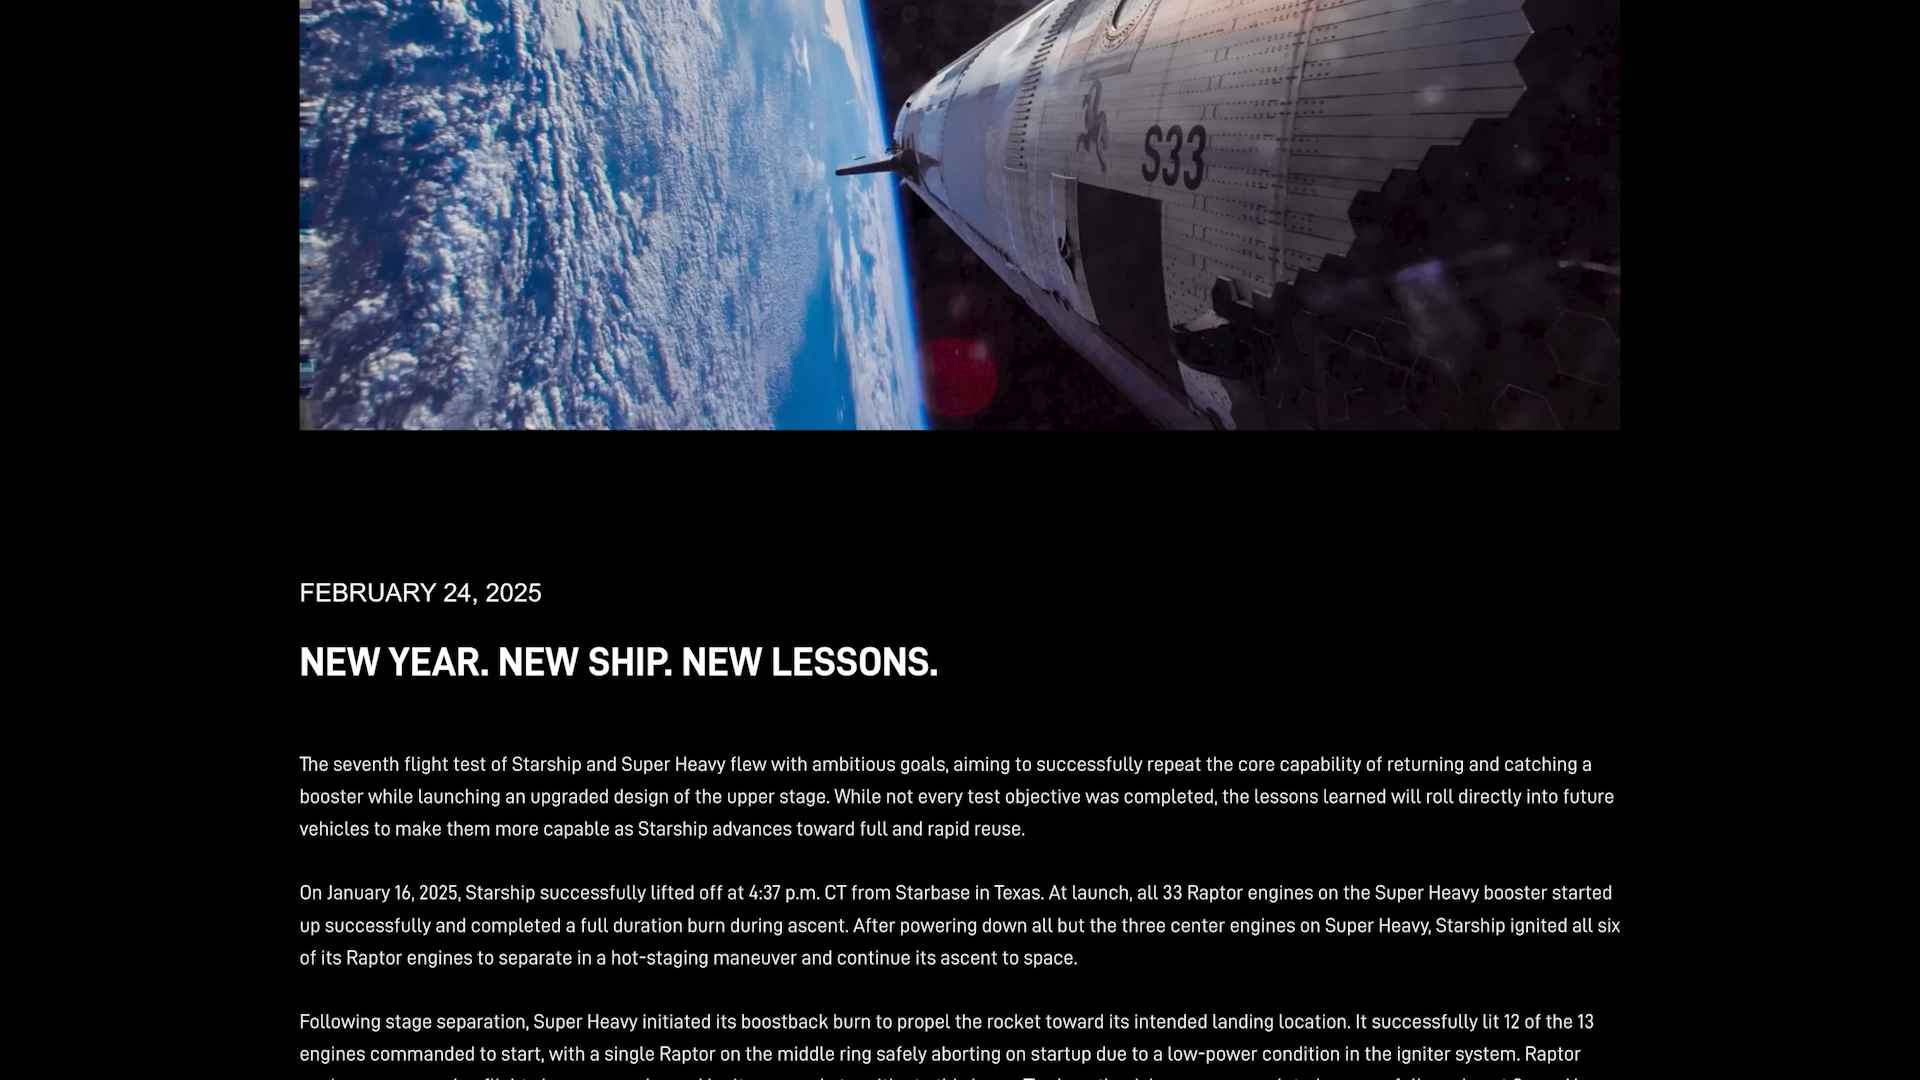 S33
FEBRUARY 24, 2025
NEW YEAR. NEW SHIP. NEW LESSONS.
The seventh flight test of Starship and Super Heavy flew with ambitious goals, aiming to successfully repeat the core capability of returning and catching a
booster while launching an upgraded design of the upper stage. While not every test objective was completed, the lessons learned will roll directly into future
vehicles to make them more capable as Starship advances toward full and rapid reuse.
On January 16, 2025, Starship successfully lifted off at 4:37 p.m. CT from Starbase in Texas. At launch, all 33 Raptor engines on the Super Heavy booster started
up successfully and completed a full duration burn during ascent. After powering down all but the three center engines on Super Heavy, Starship ignited all six
of its Raptor engines to separate in a hot-staging maneuver and continue its ascent to space.
Following stage separation, Super Heavy initiated its boostback burn to propel the rocket toward its intended landing location. It successfully lit 12 of the 13
engines commanded to start, with a single Raptor on the middle ring safely aborting on startup due to a low-power condition in the igniter system. Raptor